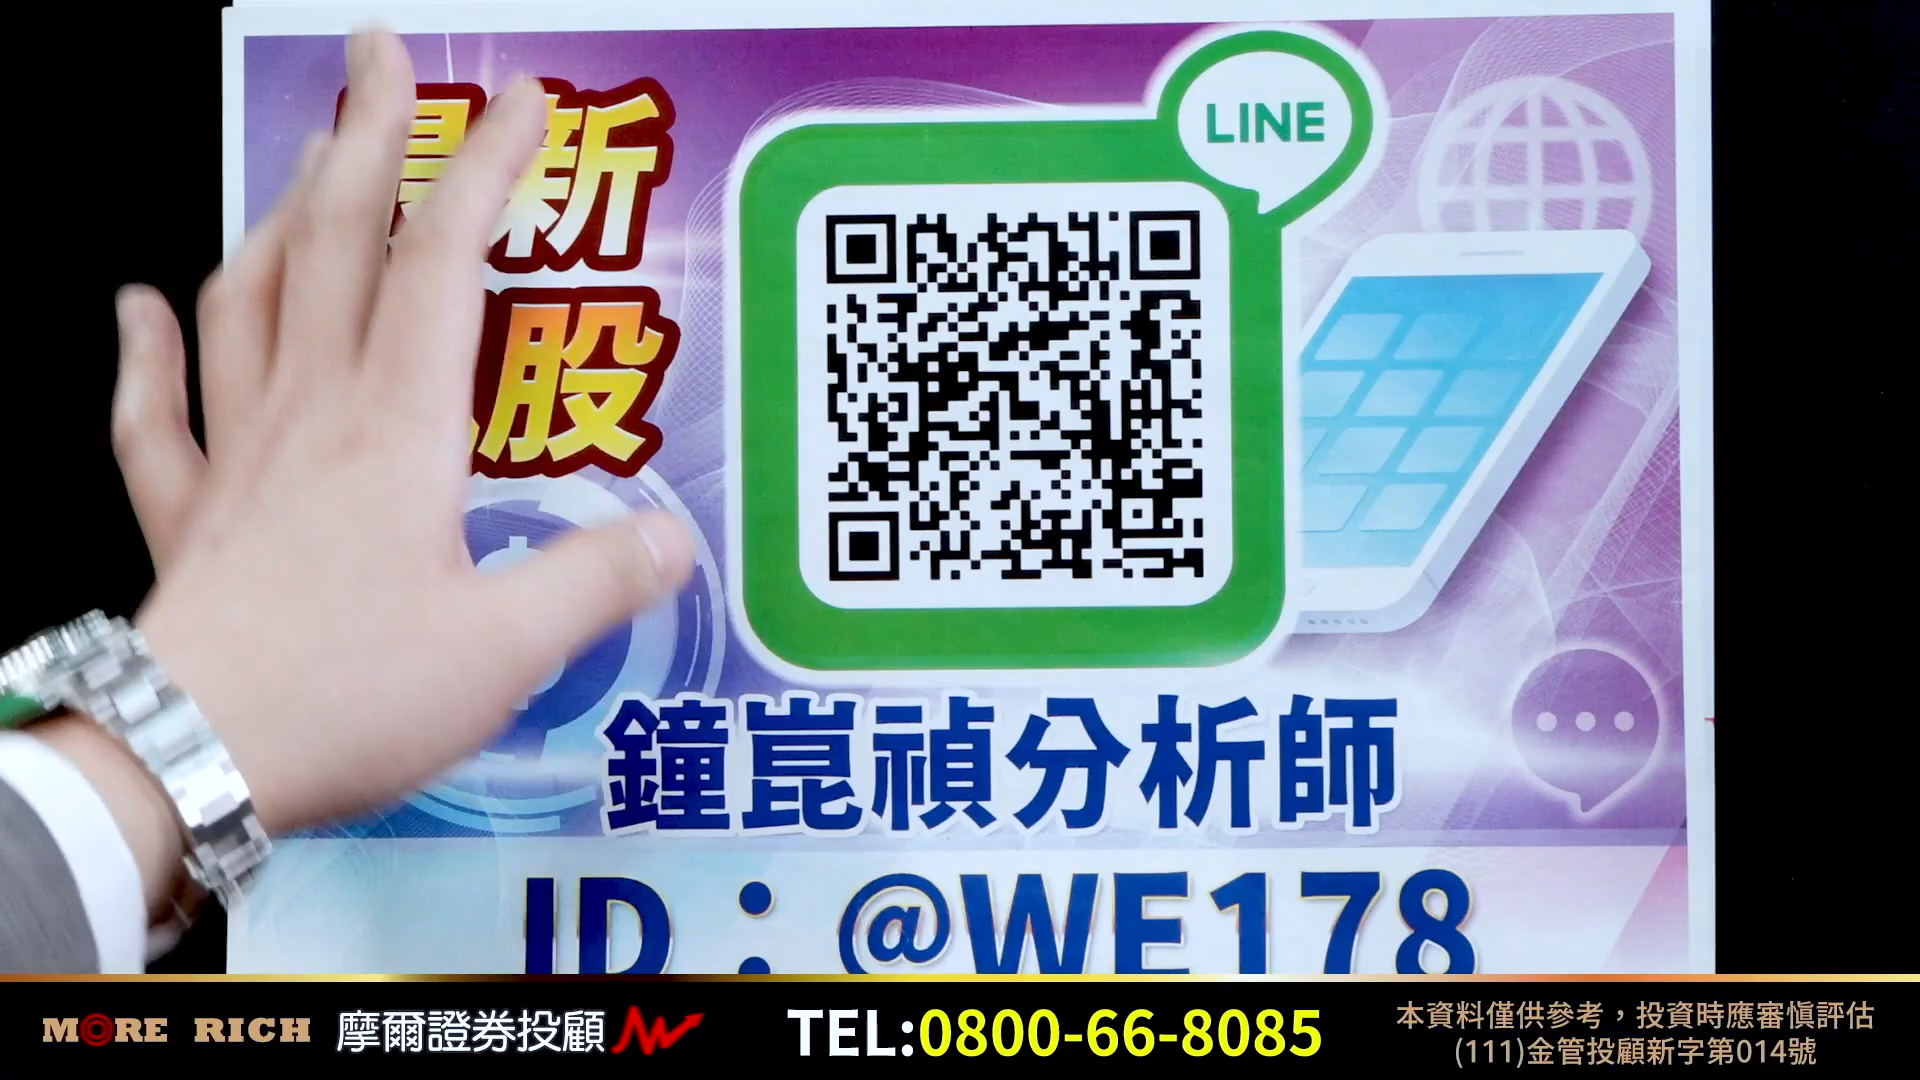 最新
股
LINE
鐘崑禎分析師
ID：@WE178
MORE RICH 摩爾證券投顧
TEL:0800-66-8085
本資料僅供參考，投資時應審慎評估
(111)金管投顧新字第014號